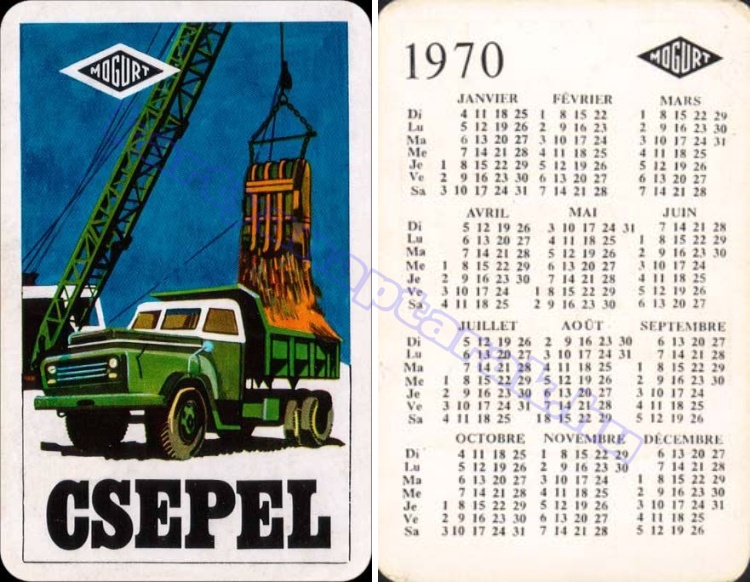 MOGURT
CSEPEL
1970
MOGURT
JANVIER FÉVRIER MARS
Di 4 11 18 25 1 8 15 22 1 8 15 22 29
Lu 5 12 19 26 2 9 16 23 2 9 16 23 30
Ma 6 13 20 27 3 10 17 24 3 10 17 24 31
Me 7 14 21 28 4 11 18 25 4 11 18 25
Je 1 8 15 22 29 5 12 19 26 5 12 19 26
Ve 2 9 16 23 30 6 13 20 27 6 13 20 27
Sa 3 10 17 24 31 7 14 21 28 7 14 21 28
AVRIL MAI JUIN
Di 5 12 19 26 3 10 17 24 31 7 14 21 28
Lu 6 13 20 27 4 11 18 25 1 8 15 22 29
Ma 7 14 21 28 5 12 19 26 2 9 16 23 30
Me 1 8 15 22 29 6 13 20 27 3 10 17 24
Je 2 9 16 23 30 7 14 21 28 4 11 18 25
Ve 3 10 17 24 1 8 15 22 29 5 12 19 26
Sa 4 11 18 25 2 9 16 23 30 6 13 20 27
JUILLET AOÛT SEPTEMBRE
Di 5 12 19 26 2 9 16 23 30 6 13 20 27
Lu 6 13 20 27 3 10 17 24 31 7 14 21 28
Ma 7 14 21 28 4 11 18 25 1 8 15 22 29
Me 1 8 15 22 29 5 12 19 26 2 9 16 23 30
Je 2 9 16 23 30 6 13 20 27 3 10 17 24
Ve 3 10 17 24 31 7 14 21 28 4 11 18 25
Sa 4 11 18 25 1 8 15 22 29 5 12 19 26
OCTOBRE NOVEMBRE DÉCEMBRE
Di 4 11 18 25 1 8 15 22 29 6 13 20 27
Lu 5 12 19 26 2 9 16 23 30 7 14 21 28
Ma 6 13 20 27 3 10 17 24 1 8 15 22 29
Me 7 14 21 28 4 11 18 25 2 9 16 23 30
Je 1 8 15 22 29 5 12 19 26 3 10 17 24 31
Ve 2 9 16 23 30 6 13 20 27 4 11 18 25
Sa 3 10 17 24 31 7 14 21 28 5 12 19 26